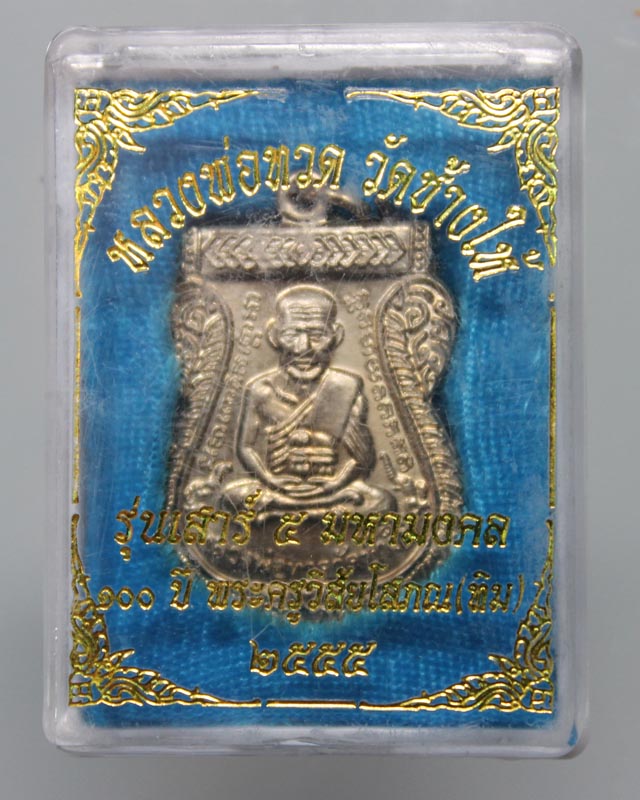 หลวงพ่อทวด วัดช้างให้
รุ่นเสาร์ ๕ มหามงคล
๑๐๐ ปี พระครูวิสัยโสภณ(ทิม)
๒๕๕๕